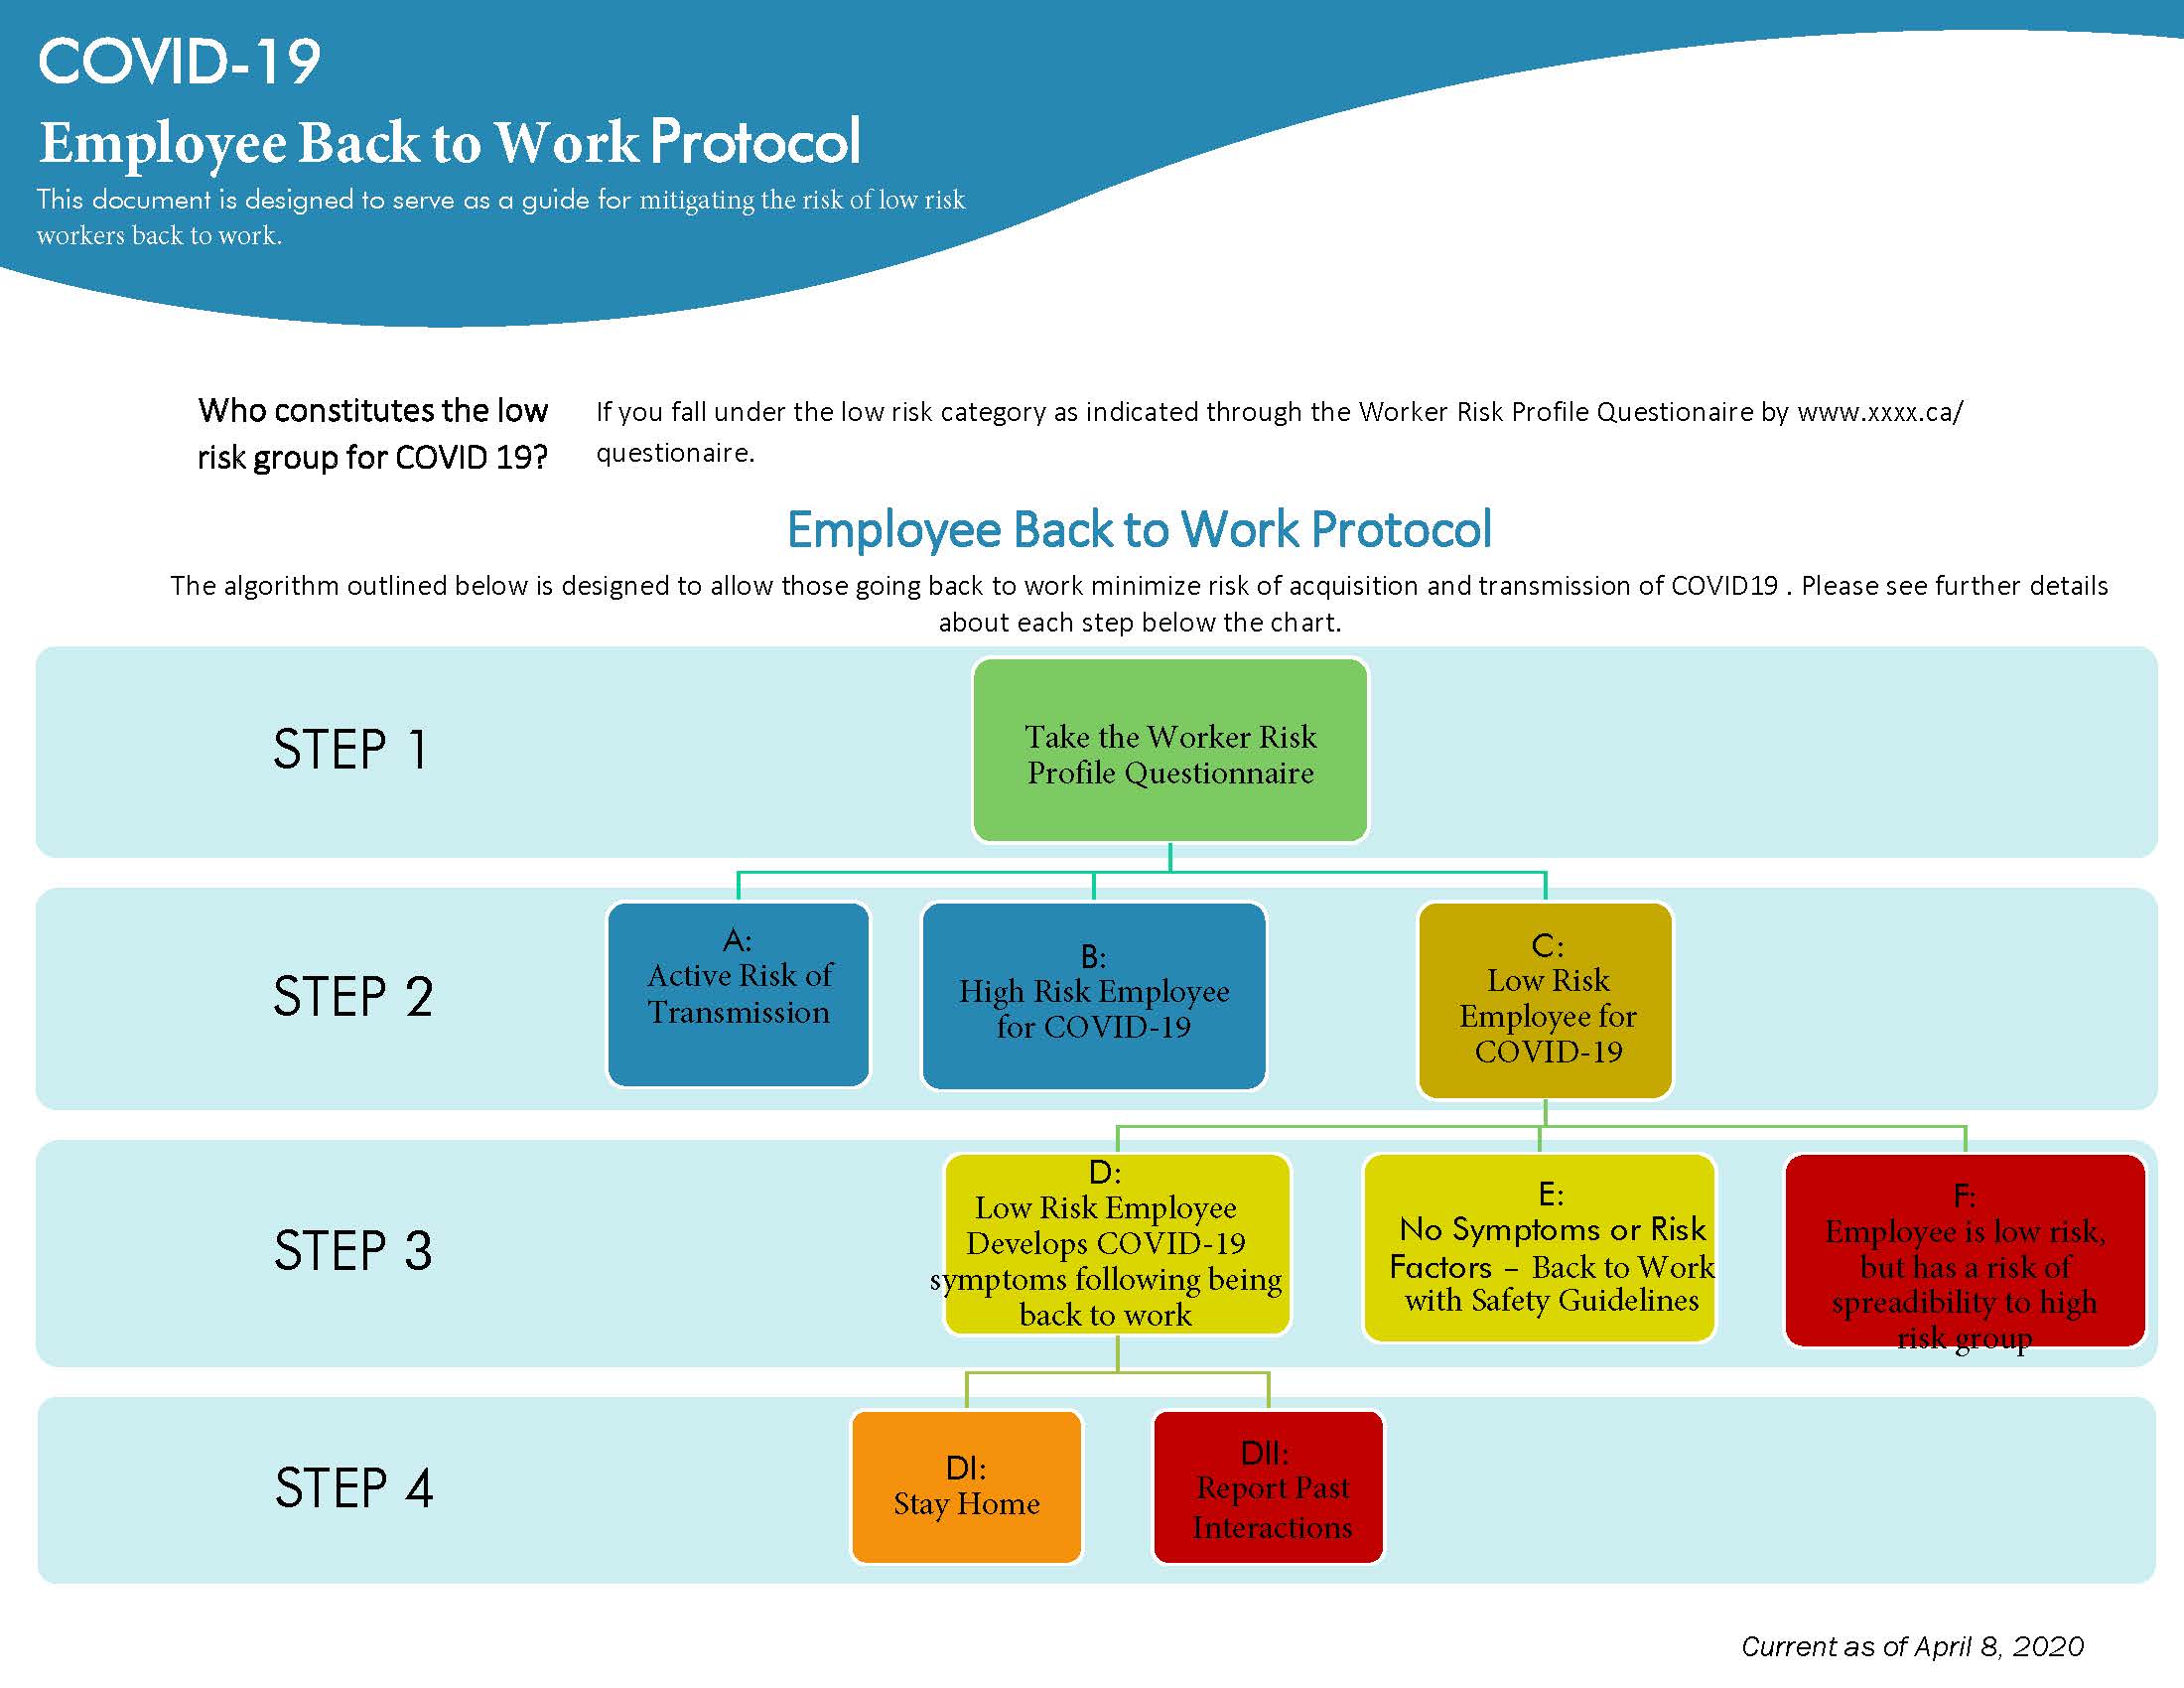 COVID-19
Employee Back to Work Protocol
This document is designed to serve as a guide for mitigating the risk of low risk
workers back to work.
Who constitutes the low
risk group for COVID 19?
If you fall under the low risk category as indicated through the Worker Risk Profile Questionaire by www.xxxx.ca/
questionaire.
Employee Back to Work Protocol
The algorithm outlined below is designed to allow those going back to work minimize risk of acquisition and transmission of COVID19 . Please see further details
about each step below the chart.
STEP 1
Take the Worker Risk
Profile Questionnaire
STEP 2
A:
Active Risk of
Transmission
B:
High Risk Employee
for COVID-19
C:
Low Risk
Employee for
COVID-19
STEP 3
D:
Low Risk Employee
Develops COVID-19
symptoms following being
back to work
E:
No Symptoms or Risk
Factors – Back to Work
with Safety Guidelines
F:
Employee is low risk,
but has a risk of
spreadibility to high
risk group
STEP 4
DI:
Stay Home
DII:
Report Past
Interactions
Current as of April 8, 2020